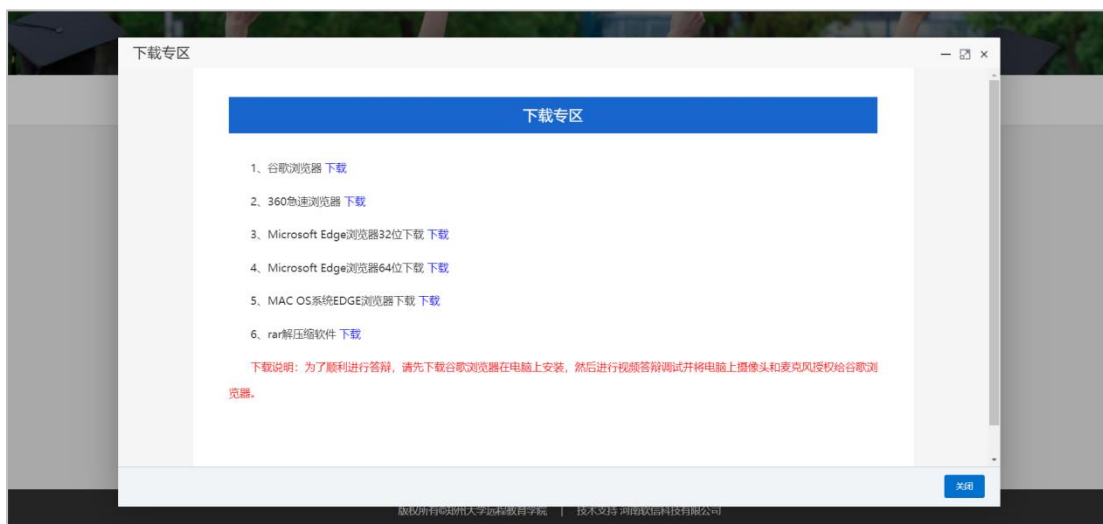 下载专区
下载专区
1、谷歌浏览器 下载
2、360急速浏览器 下载
3、Microsoft Edge浏览器32位下载 下载
4、Microsoft Edge浏览器64位下载 下载
5、MAC OS系统EDGE浏览器下载 下载
6、rar解压缩软件 下载
下载说明：为了顺利进行答辩，请先下载谷歌浏览器在电脑上安装，然后进行视频答辩调试并将电脑上摄像头和麦克风授权给谷歌浏
览器。
关闭
版权所有©郑州大学远程教育学院 | 技术支持 河南软信科技有限公司